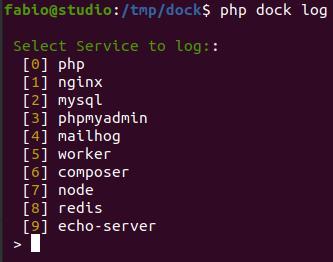 fabio@studio:/tmp/dock$ php dock log
Select Service to log::
[0] php
[1] nginx
[2] mysql
[3] phpmyadmin
[4] mailhog
[5] worker
[6] composer
[7] node
[8] redis
[9] echo-server
>